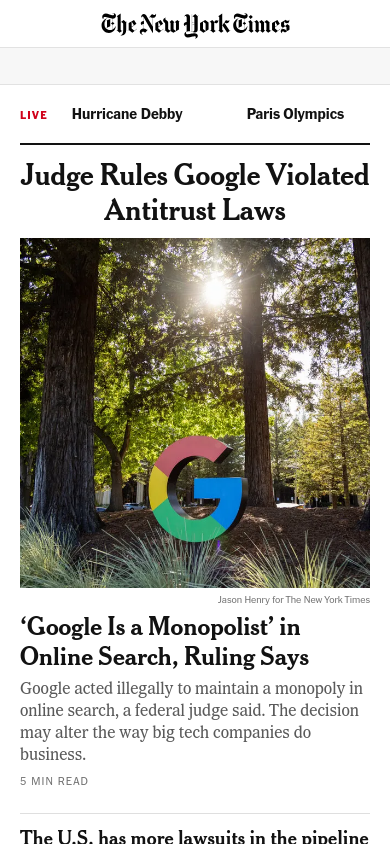 The New York Times
LIVE Hurricane Debby Paris Olympics
Judge Rules Google Violated
Antitrust Laws
Jason Henry for The New York Times
‘Google Is a Monopolist’ in
Online Search, Ruling Says
Google acted illegally to maintain a monopoly in
online search, a federal judge said. The decision
may alter the way big tech companies do
business.
5 MIN READ
The U.S. has more lawsuits in the pipeline